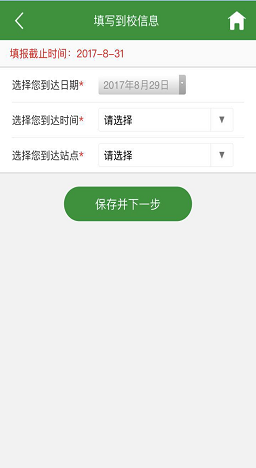 填写到校信息
填报截止时间：2017-8-31
选择您到达日期* 2017年8月29日
选择您到达时间* 请选择
选择您到达站点* 请选择
保存并下一步